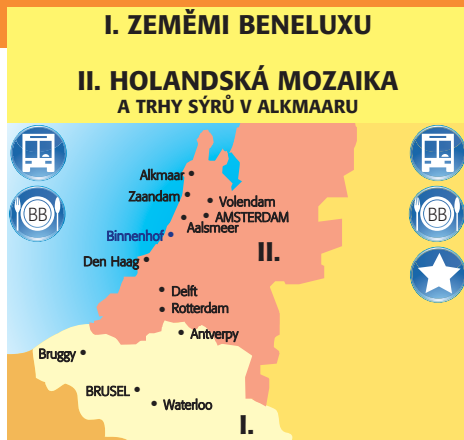 I. ZEMĚMI BENELUXU
II. HOLANDSKÁ MOZAIKA
A TRHY SÝRŮ V ALKMAARU
BB
BB
Alkmaar
Zaandam
Volendam
AMSTERDAM
Aalsmeer
Binnenhof
II.
Den Haag
Delft
Rotterdam
Antverpy
Bruggy
BRUSEL
Waterloo
I.